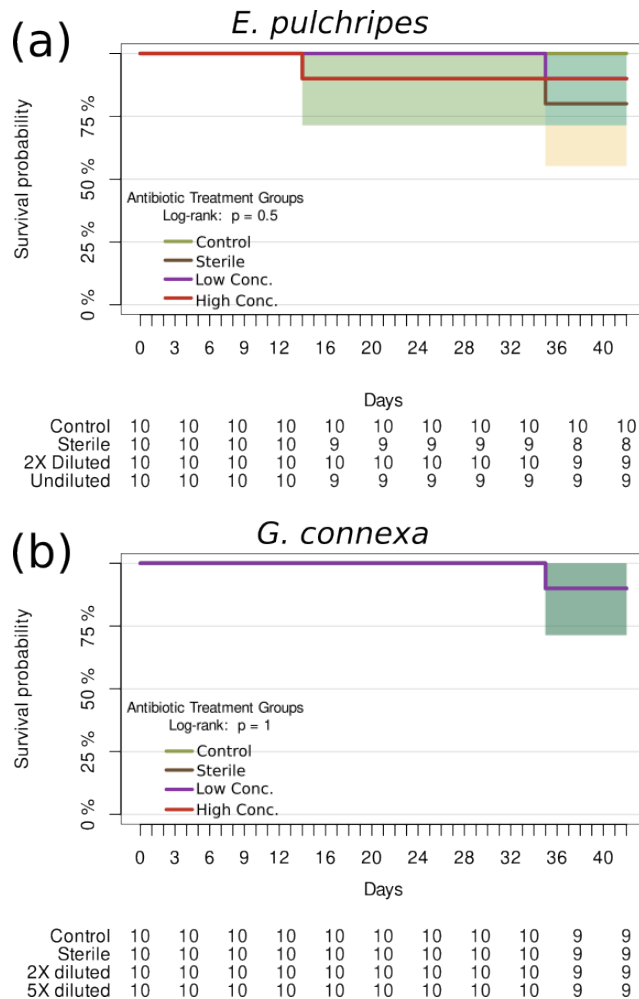 (a)
E. pulchripes
Survival probability
0 % 25 % 50 % 75 %
Antibiotic Treatment Groups
Log-rank: p = 0.5
Control
Sterile
Low Conc.
High Conc.
0 3 6 9 12 16 20 24 28 32 36 40
Days
Control 10 10 10 10 10 10 10 10 10 10 10
Sterile 10 10 10 10 9 9 9 9 9 8 8
2X Diluted 10 10 10 10 10 10 10 10 10 9 9
Undiluted 10 10 10 10 9 9 9 9 9 9 9
(b)
G. connexa
Survival probability
0 % 25 % 50 % 75 %
Antibiotic Treatment Groups
Log-rank: p = 1
Control
Sterile
Low Conc.
High Conc.
0 3 6 9 12 16 20 24 28 32 36 40
Days
Control 10 10 10 10 10 10 10 10 10 9 9
Sterile 10 10 10 10 10 10 10 10 10 9 9
2X diluted 10 10 10 10 10 10 10 10 10 9 9
5X diluted 10 10 10 10 10 10 10 10 10 9 9